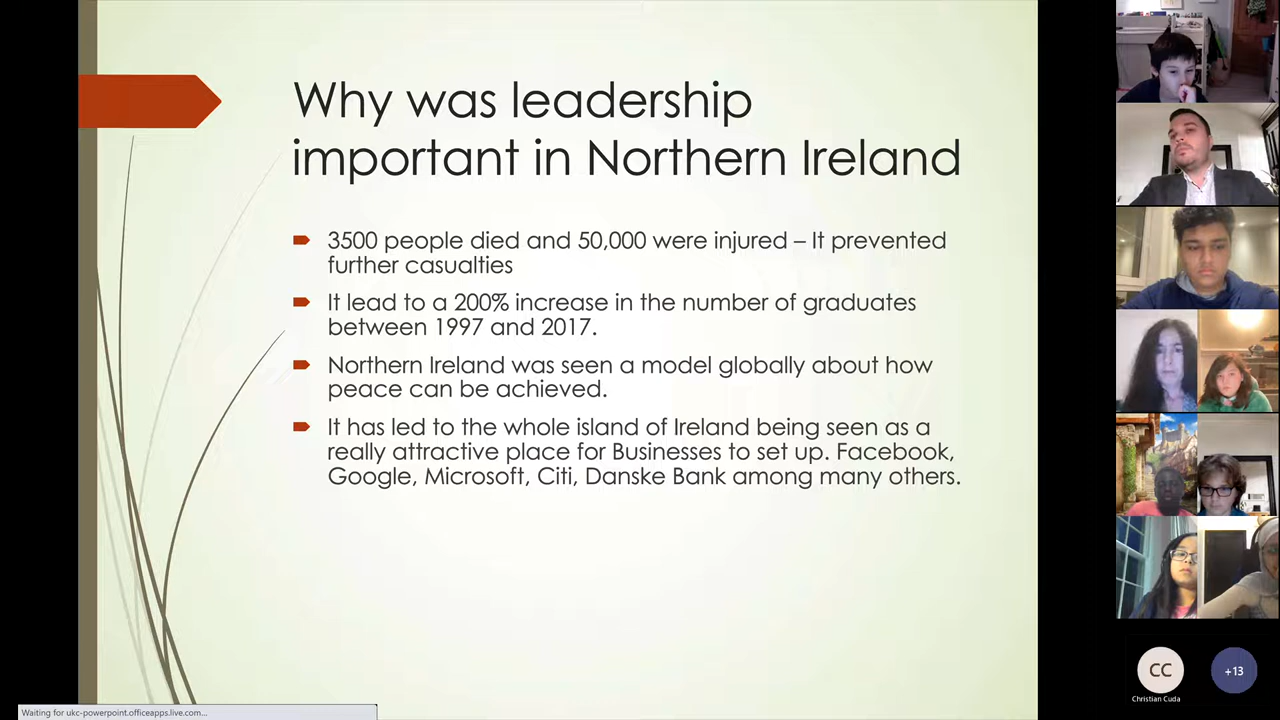 Why was leadership
important in Northern Ireland
3500 people died and 50,000 were injured – It prevented
further casualties
It lead to a 200% increase in the number of graduates
between 1997 and 2017.
Northern Ireland was seen a model globally about how
peace can be achieved.
It has led to the whole island of Ireland being seen as a
really attractive place for Businesses to set up. Facebook,
Google, Microsoft, Citi, Danske Bank among many others.
CC
+13
Christian Cuda
Waiting for ukc-powerpoint.officeapps.live.com...